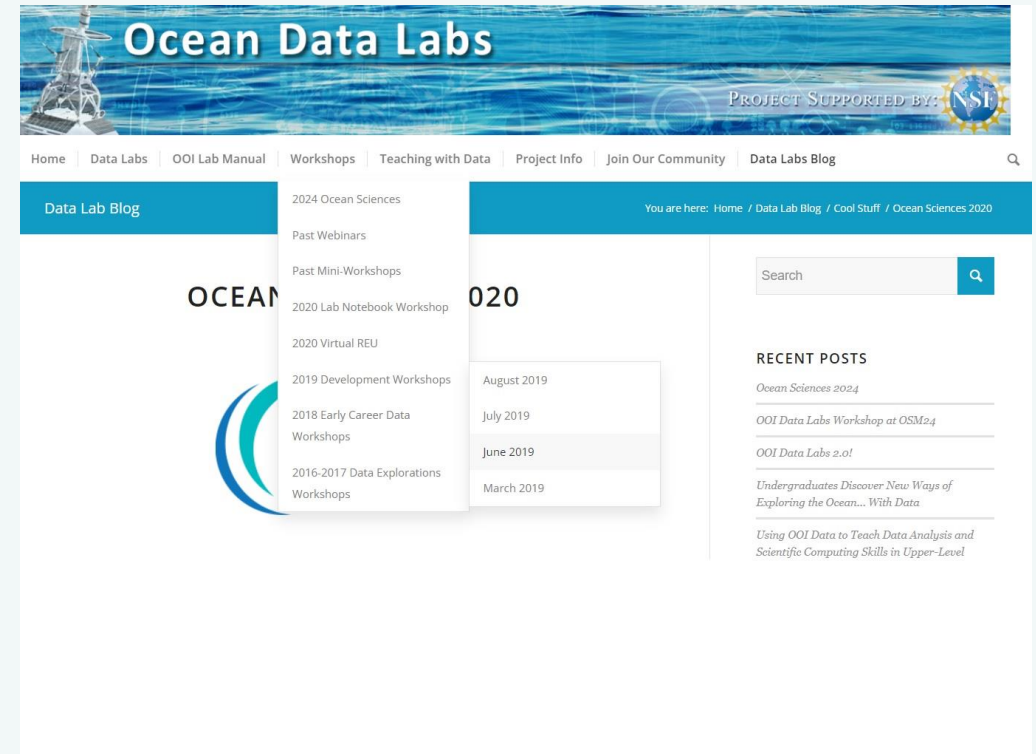 Ocean Data Labs
PROJECT SUPPORTED BY:
NSF
Home
Data Labs
OOI Lab Manual
Workshops
Teaching with Data
Project Info
Join Our Community
Data Labs Blog
Data Lab Blog
You are here: Home / Data Lab Blog / Cool Stuff / Ocean Sciences 2020
2024 Ocean Sciences
Past Webinars
Past Mini-Workshops
2020 Lab Notebook Workshop
2020 Virtual REU
2019 Development Workshops
2018 Early Career Data
Workshops
2016-2017 Data Explorations
Workshops
August 2019
July 2019
June 2019
March 2019
Search
RECENT POSTS
Ocean Sciences 2024
OOI Data Labs Workshop at OSM24
OOI Data Labs 2.0!
Undergraduates Discover New Ways of
Exploring the Ocean... With Data
Using OOI Data to Teach Data Analysis and
Scientific Computing Skills in Upper-Level